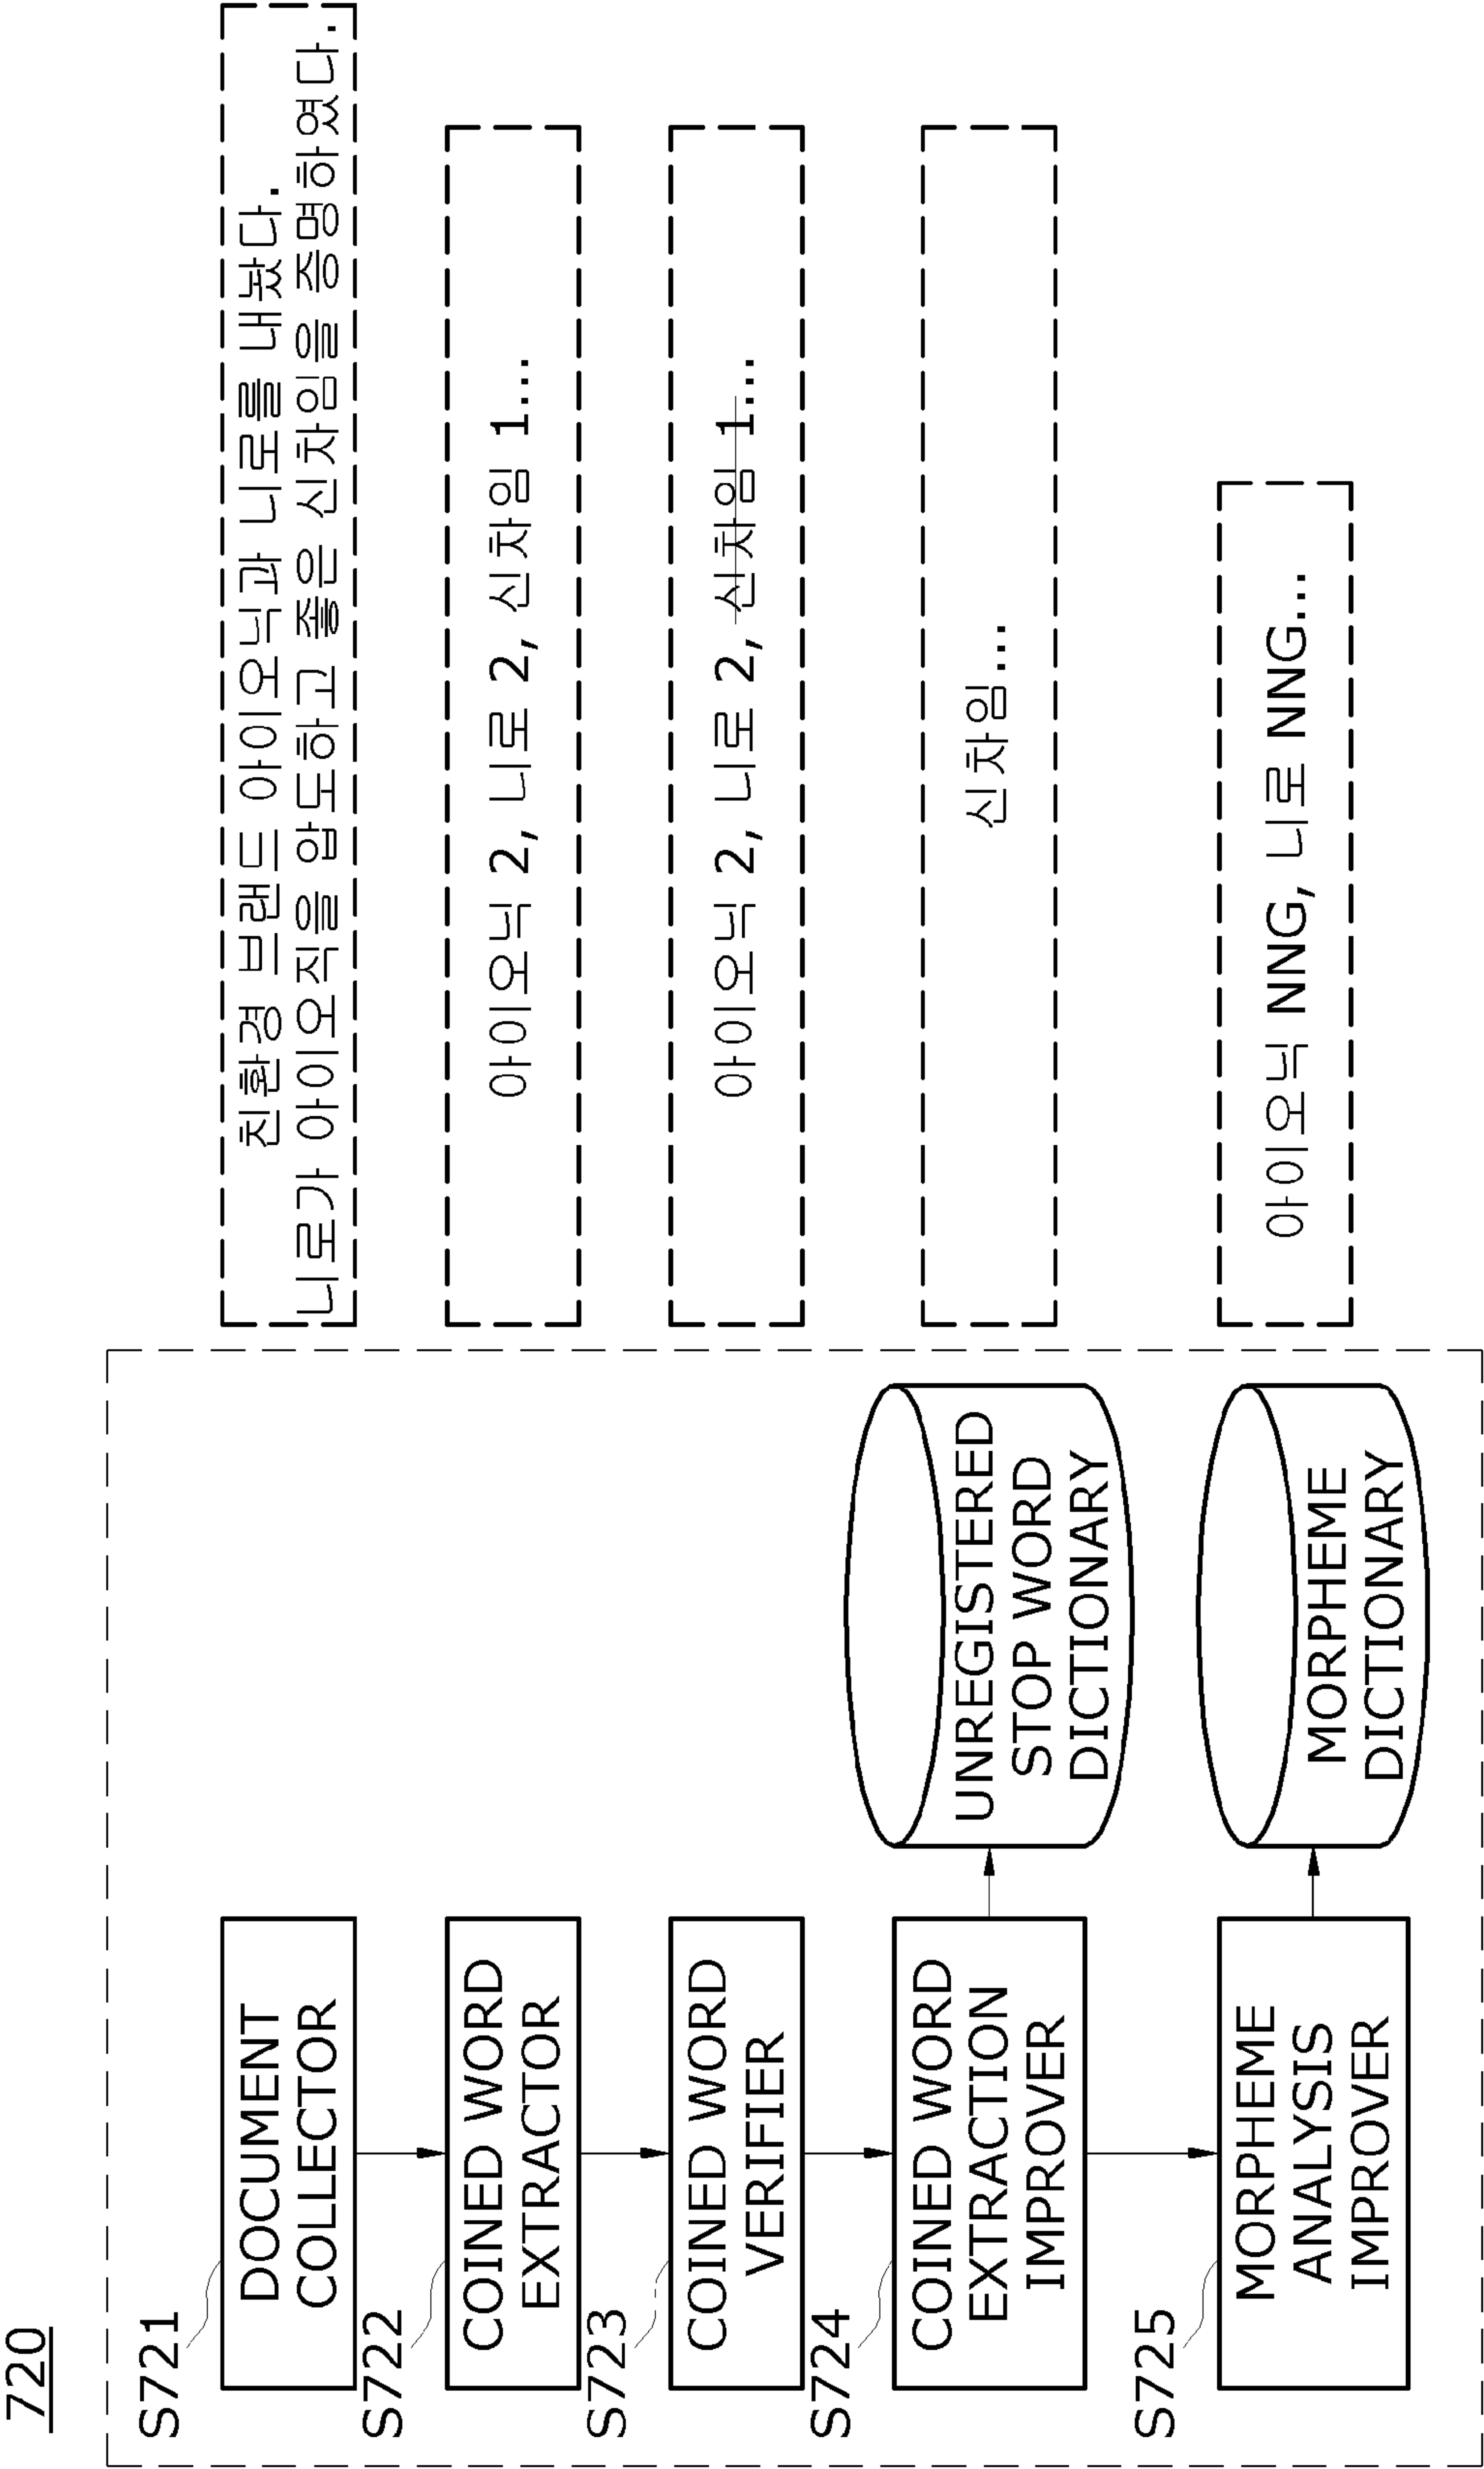 720
S721
DOCUMENT
COLLECTOR
친환경 브랜드 아이오닉과 니로를 내놨다.
니로가 아이오직을 압도하고 좋은 신차임을 증명하였다.
S722
COINED WORD
EXTRACTOR
아이오닉 2, 니로 2, 신차임 1...
S723
COINED WORD
VERIFIER
아이오닉 2, 니로 2, 신차임 1...
S724
COINED WORD
EXTRACTION
IMPROVER
UNREGISTERED
STOP WORD
DICTIONARY
신차임...
S725
MORPHEME
ANALYSIS
IMPROVER
MORPHEME
DICTIONARY
아이오닉 NNG, 니로 NNG...